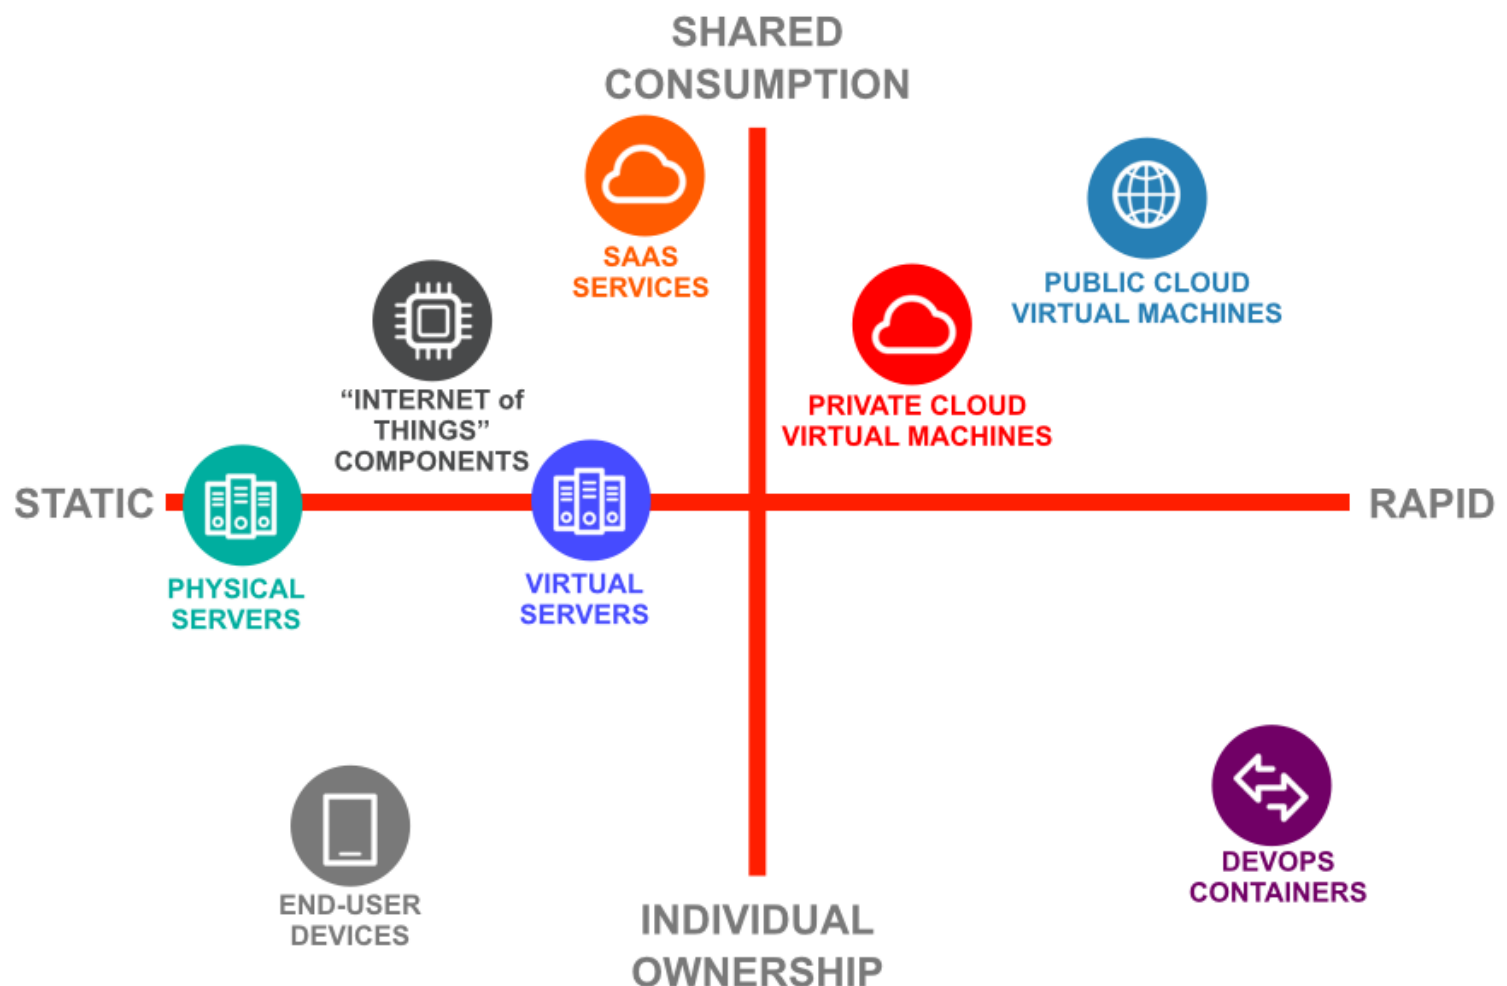 SHARED
CONSUMPTION
SAAS
SERVICES
PUBLIC CLOUD
VIRTUAL MACHINES
“INTERNET of
THINGS”
COMPONENTS
PRIVATE CLOUD
VIRTUAL MACHINES
STATIC
RAPID
PHYSICAL
SERVERS
VIRTUAL
SERVERS
END-USER
DEVICES
DEVOPS
CONTAINERS
INDIVIDUAL
OWNERSHIP